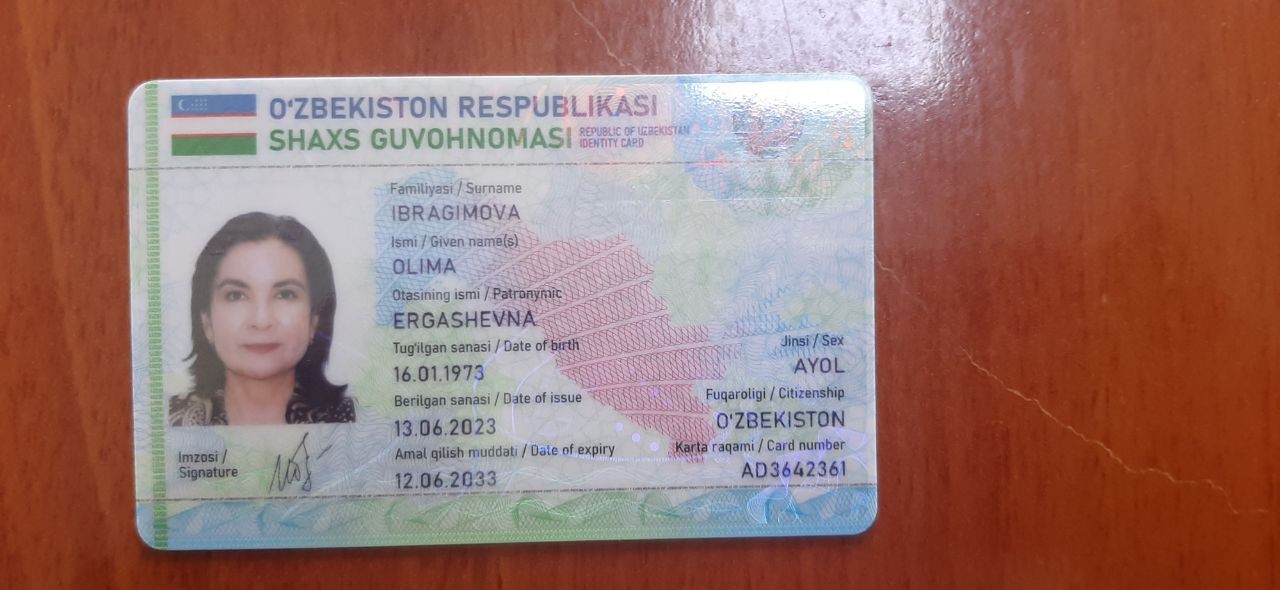 O‘ZBEKISTON RESPUBLIKASI
SHAXS GUVOHNOMASI
REPUBLIC OF UZBEKISTAN
IDENTITY CARD
Familiyasi / Surname
IBRAGIMOVA
Ismi / Given name(s)
OLIMA
Otasining ismi / Patronymic
ERGASHEVNA
Tug‘ilgan sanasi / Date of birth
16.01.1973
Berilgan sanasi / Date of issue
13.06.2023
Amal qilish muddati / Date of expiry
12.06.2033
Jinsi / Sex
AYOL
Fuqaroligi / Citizenship
O‘ZBEKISTON
Karta raqami / Card number
AD3642361
Imzosi /
Signature